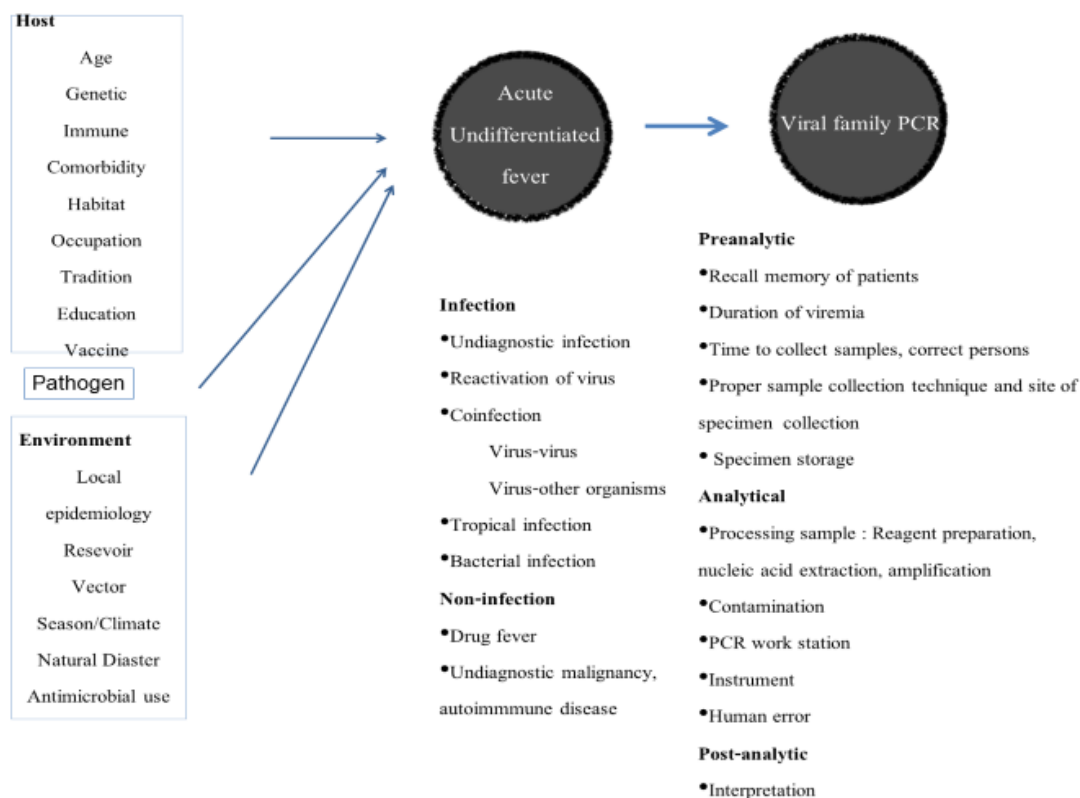 Host
Age
Genetic
Immune
Comorbidity
Habitat
Occupation
Tradition
Education
Vaccine
Pathogen
Environment
Local
epidemiology
Resevoir
Vector
Season/Climate
Natural Diaster
Antimicrobial use
Acute
Undifferentiated
fever
Infection
•Undiagnostic infection
•Reactivation of virus
•Coinfection
Virus-virus
Virus-other organisms
•Tropical infection
•Bacterial infection
Non-infection
•Drug fever
•Undiagnostic malignancy,
autoimmmune disease
Viral family PCR
Preanalytic
•Recall memory of patients
•Duration of viremia
•Time to collect samples, correct persons
•Proper sample collection technique and site of
specimen collection
• Specimen storage
Analytical
•Processing sample : Reagent preparation,
nucleic acid extraction, amplification
•Contamination
•PCR work station
•Instrument
•Human error
Post-analytic
•Interpretation